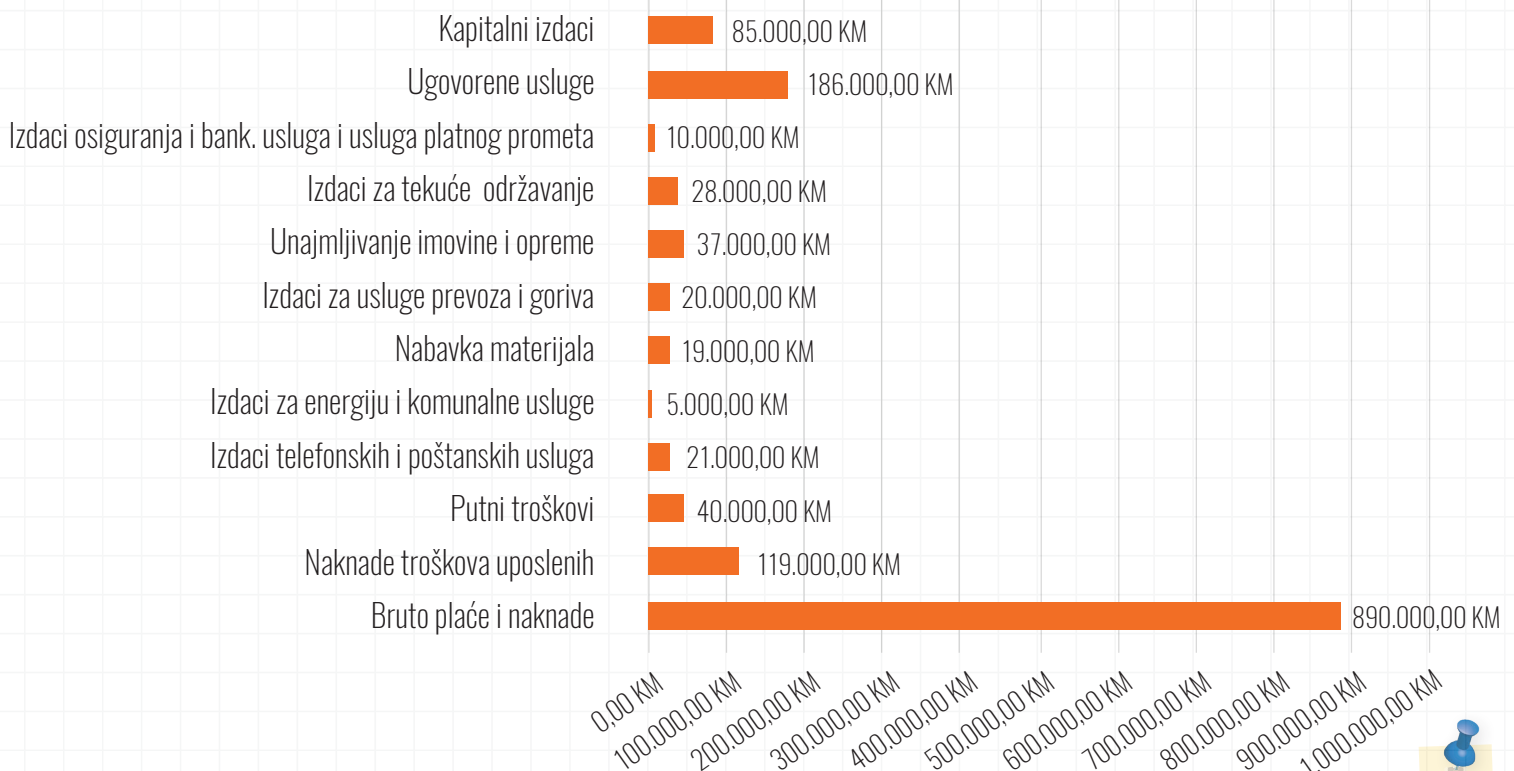 Kapitalni izdaci 85.000,00 KM
Ugovorene usluge 186.000,00 KM
Izdaci osiguranja i bank. usluga i usluga platnog prometa 10.000,00 KM
Izdaci za tekuće održavanje 28.000,00 KM
Unajmljivanje imovine i opreme 37.000,00 KM
Izdaci za usluge prevoza i goriva 20.000,00 KM
Nabavka materijala 19.000,00 KM
Izdaci za energiju i komunalne usluge 5.000,00 KM
Izdaci telefonskih i poštanskih usluga 21.000,00 KM
Putni troškovi 40.000,00 KM
Naknade troškova uposlenih 119.000,00 KM
Bruto plaće i naknade 890.000,00 KM
0,00 KM
100.000,00 KM
200.000,00 KM
300.000,00 KM
400.000,00 KM
500.000,00 KM
600.000,00 KM
700.000,00 KM
800.000,00 KM
900.000,00 KM
1.000.000,00 KM